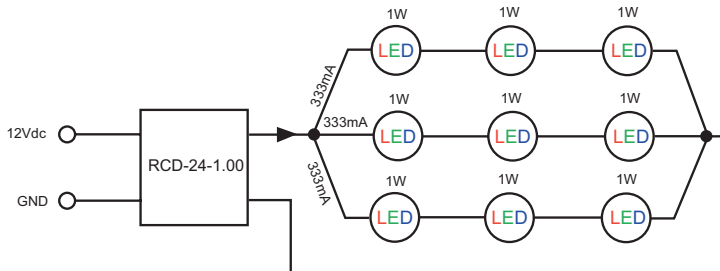 1W 1W 1W
LED LED LED
333mA
1W 1W 1W
12Vdc
333mA
LED LED LED
RCD-24-1.00
333mA
1W 1W 1W
GND
LED LED LED